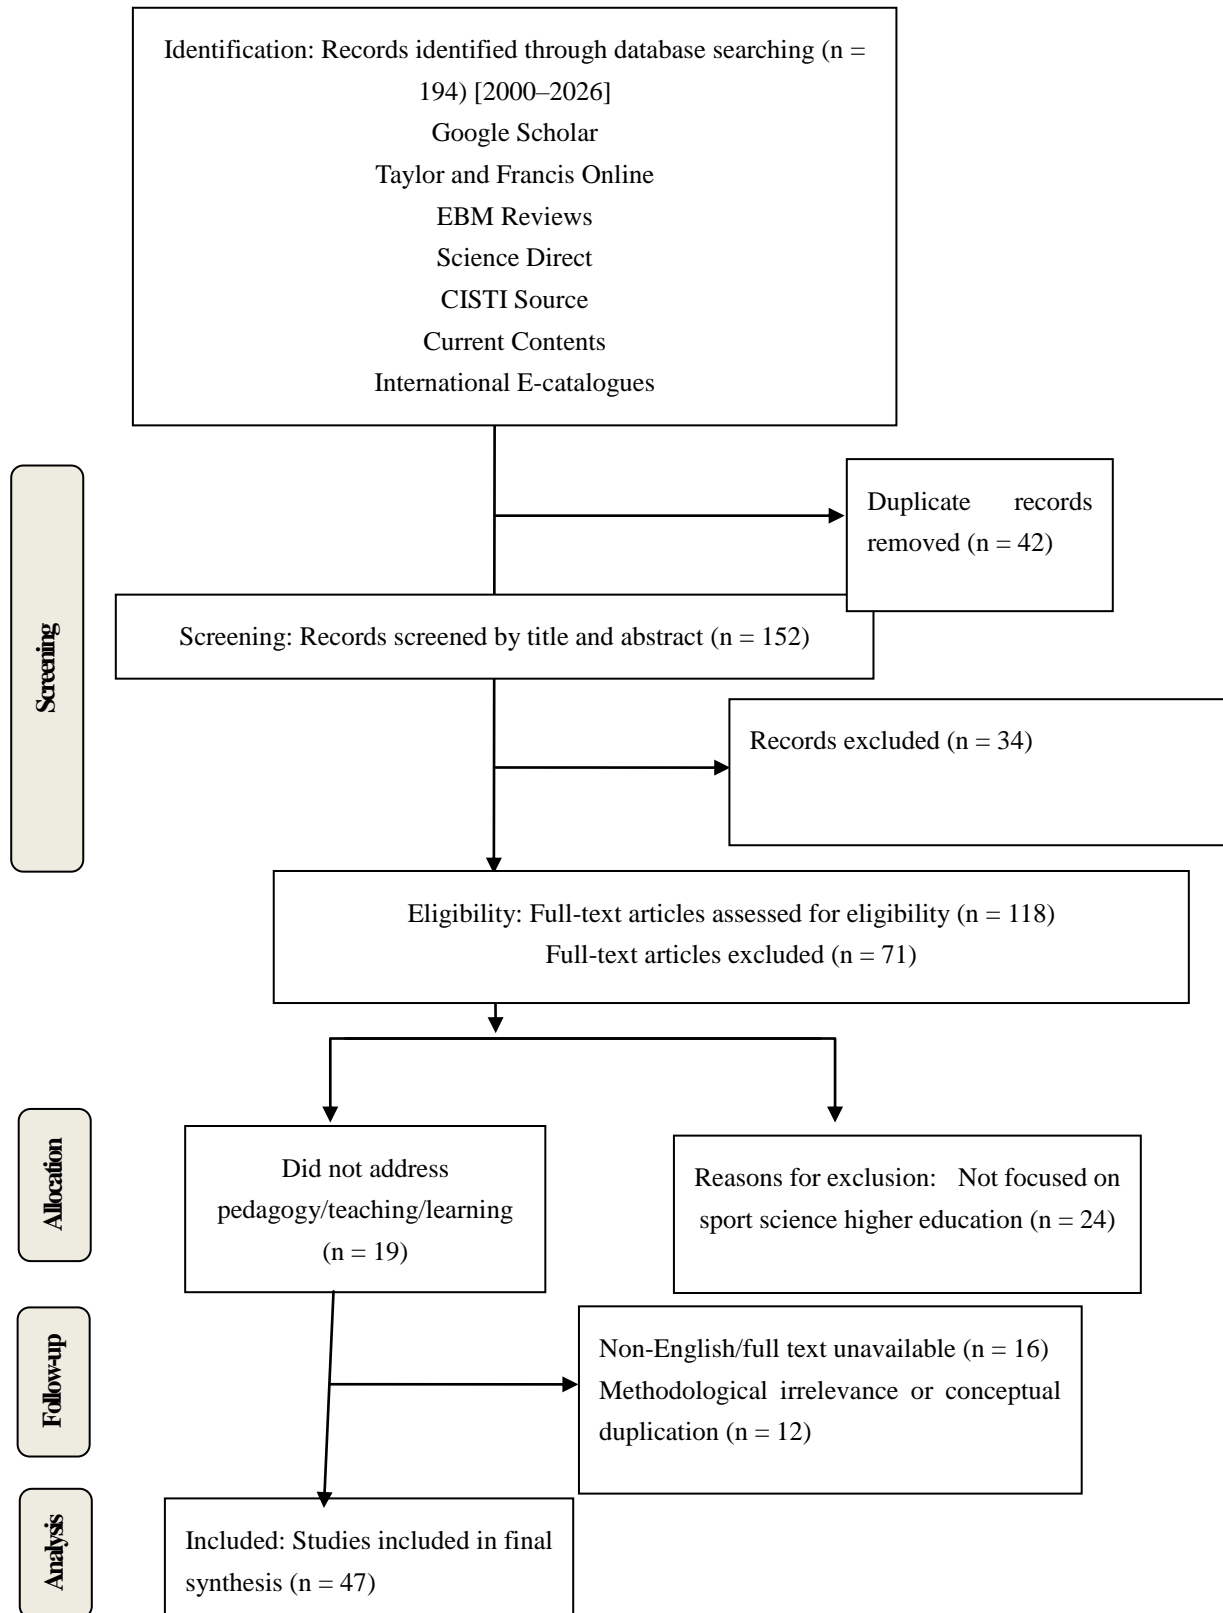 Identification: Records identified through database searching (n =
194) [2000–2026]
Google Scholar
Taylor and Francis Online
EBM Reviews
Science Direct
CISTI Source
Current Contents
International E-catalogues
Duplicate records
removed (n = 42)
Screening
Screening: Records screened by title and abstract (n = 152)
Records excluded (n = 34)
Eligibility: Full-text articles assessed for eligibility (n = 118)
Full-text articles excluded (n = 71)
Allocation
Did not address
pedagogy/teaching/learning
(n = 19)
Reasons for exclusion: Not focused on
sport science higher education (n = 24)
Follow-up
Non-English/full text unavailable (n = 16)
Methodological irrelevance or conceptual
duplication (n = 12)
Analysis
Included: Studies included in final
synthesis (n = 47)